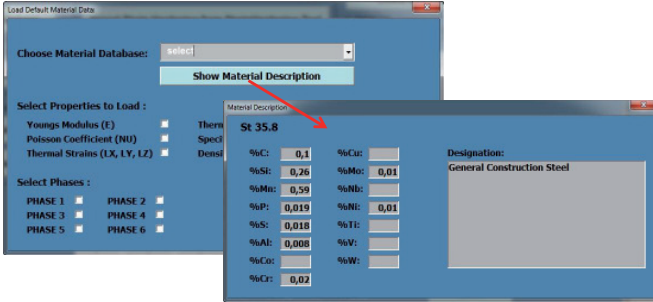 Load Default Material Data
Choose Material Database:
select
Show Material Description
Select Properties to Load :
Youngs Modulus (E)
Poisson Coefficient (NU)
Thermal Strains (LX, LY, LZ)
Select Phases :
PHASE 1 PHASE 2
PHASE 3 PHASE 4
PHASE 5 PHASE 6
Material Description
St 35.8
%C: 0,1 %Cu:
%Si: 0,26 %Mo: 0,01
%Mn: 0,59 %Nb:
%P: 0,019 %Ni: 0,01
%S: 0,018 %Ti:
%Al: 0,008 %V:
%Co: %W:
%Cr: 0,02
Designation:
General Construction Steel